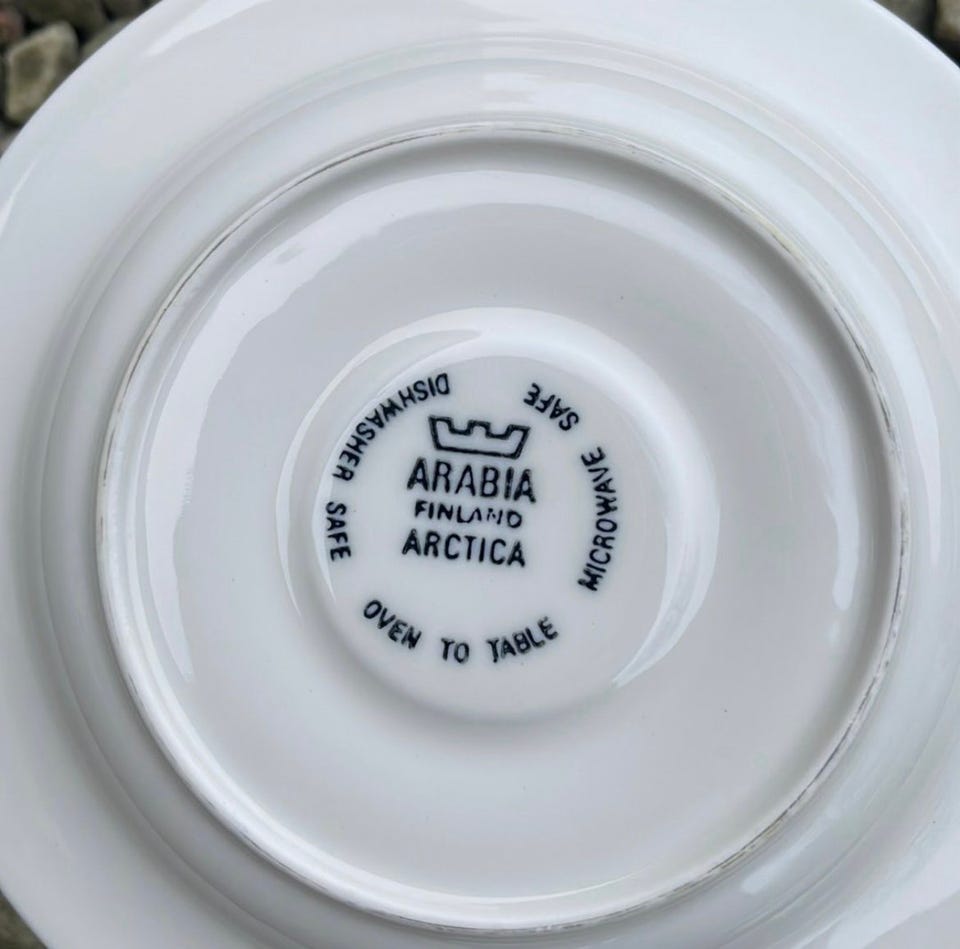 ARABIA
FINLAND
ARCTICA
DISHWASHER SAFE
OVEN TO TABLE
MICROWAVE SAFE